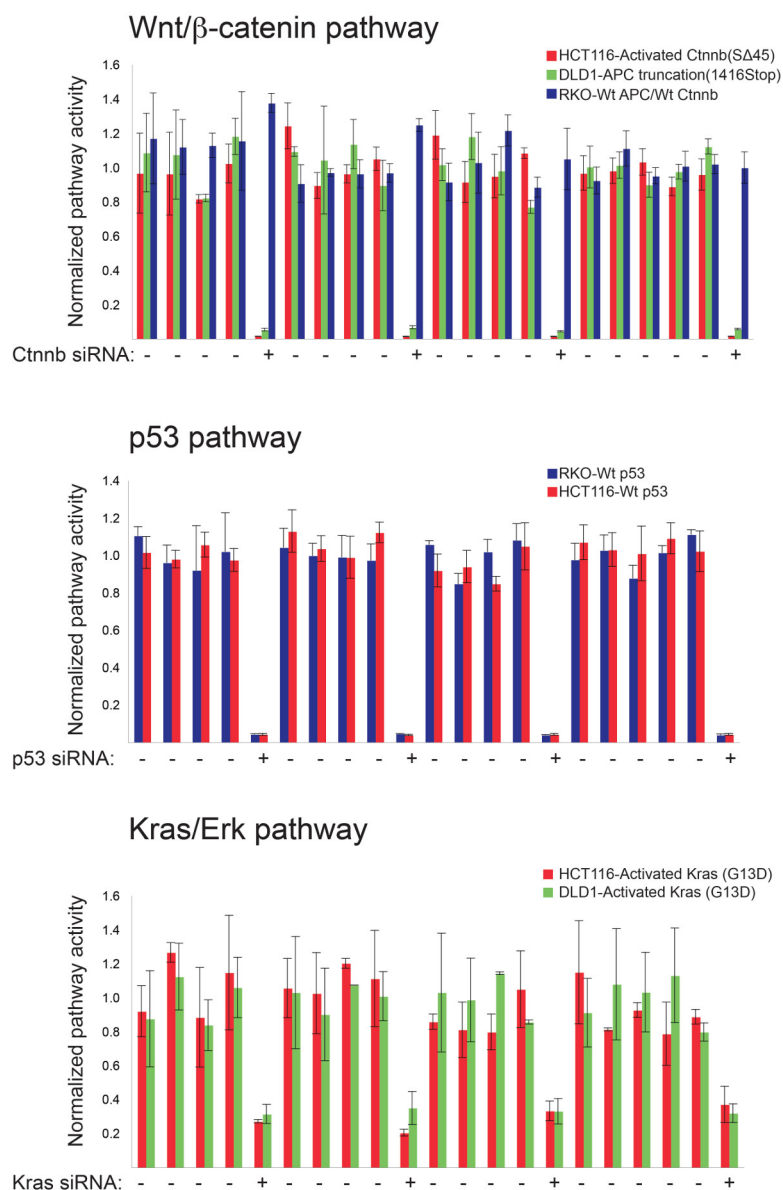 Wnt/β-catenin pathway
HCT116-Activated Ctnnb(SΔ45)
DLD1-APC truncation(1416Stop)
RKO-Wt APC/Wt Ctnnb
Normalized pathway activity
1.6
1.4
1.2
1.0
0.8
0.6
0.4
0.2
Ctnnb siRNA: - - - - + - - - - + - - - - + - - - - - +
p53 pathway
RKO-Wt p53
HCT116-Wt p53
Normalized pathway activity
1.4
1.2
1.0
0.8
0.6
0.4
0.2
p53 siRNA: - - - - + - - - - + - - - - + - - - - - +
Kras/Erk pathway
HCT116-Activated Kras (G13D)
DLD1-Activated Kras (G13D)
Normalized pathway activity
1.6
1.4
1.2
1.0
0.8
0.6
0.4
0.2
Kras siRNA: - - - - + - - - - + - - - - + - - - - - +